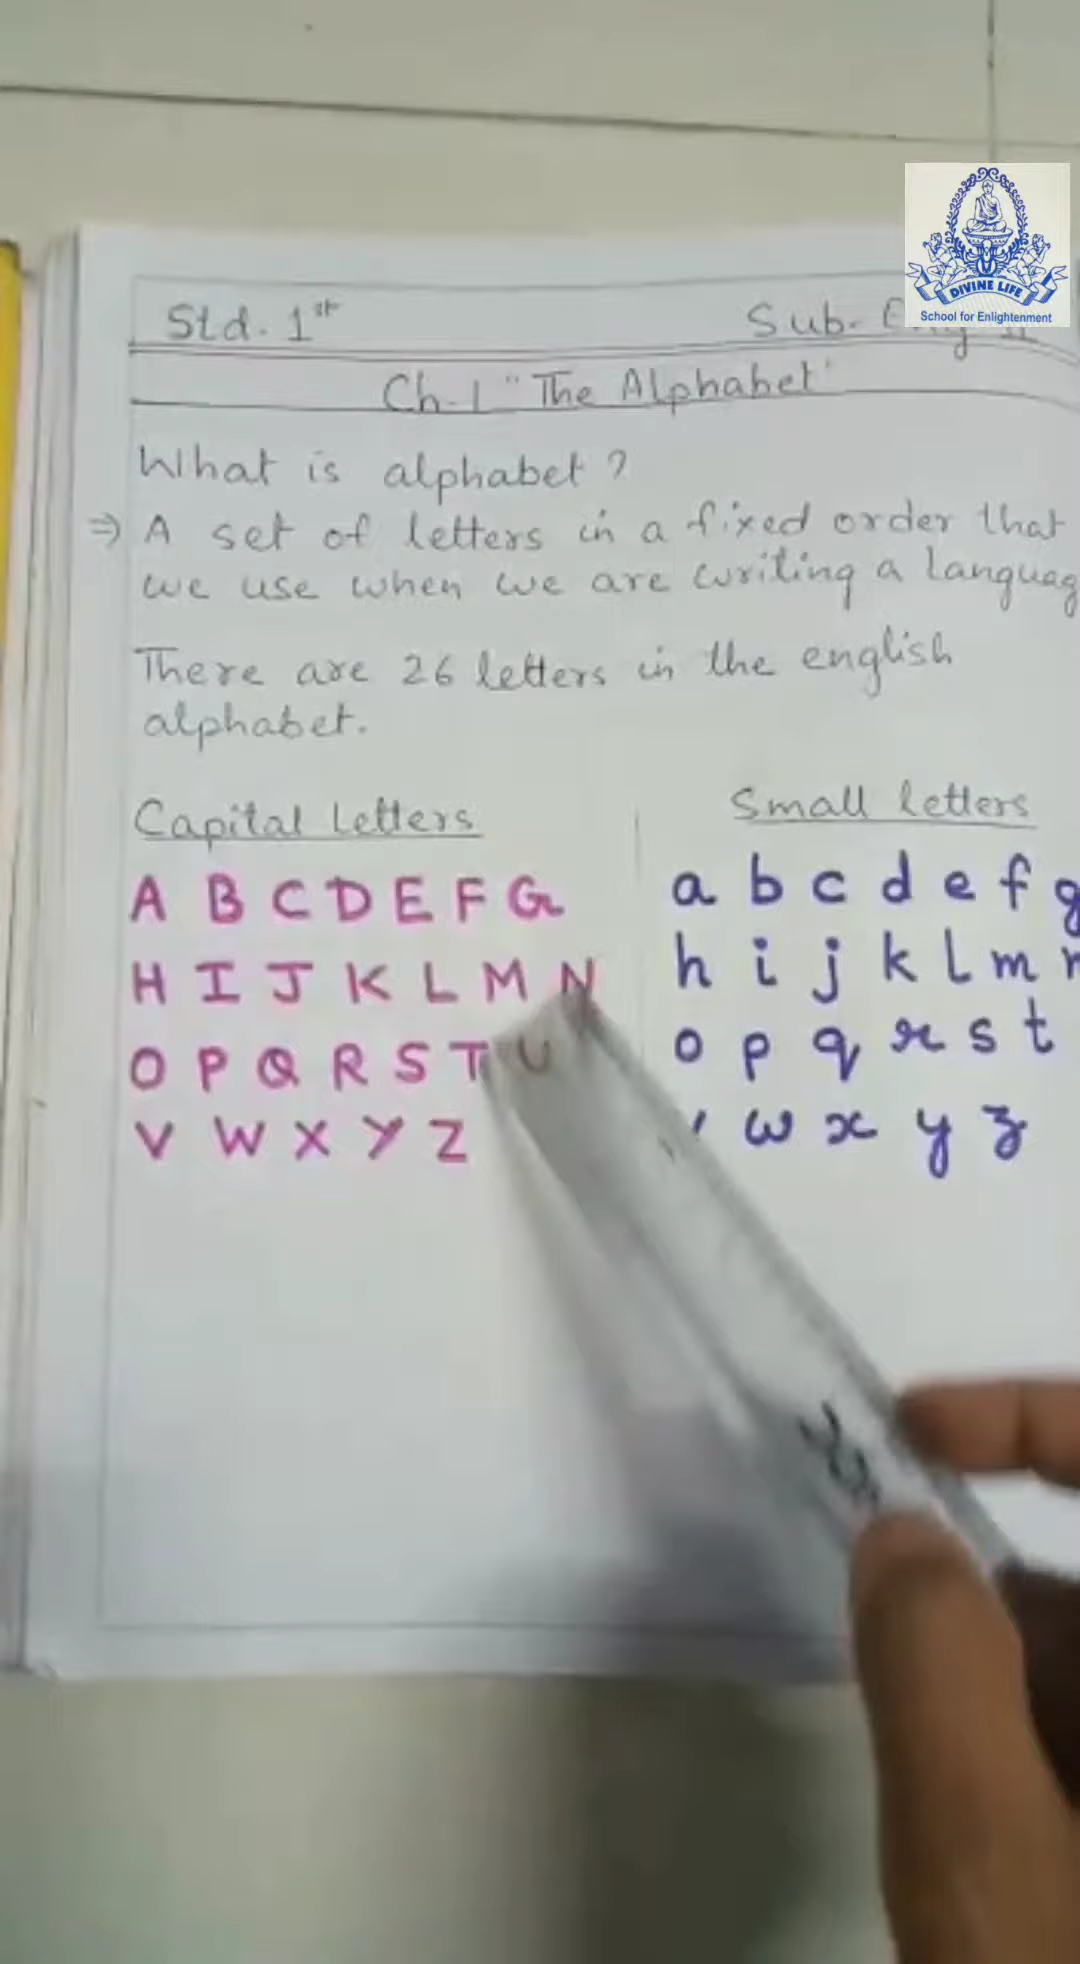 DIVINE LIFE
School for Enlightenment
Std. 1st Sub-
Ch-1 "The Alphabet"
What is alphabet?
⇒ A set of letters in a fixed order that
we use when we are writing a languag
There are 26 letters in the english
alphabet.
Capital Letters
A B C D E F G
H I J K L M N
O P Q R S T U
V W X Y Z
Small letters
a b c d e f g
h i j k l m n
o p q r s t
w x y z